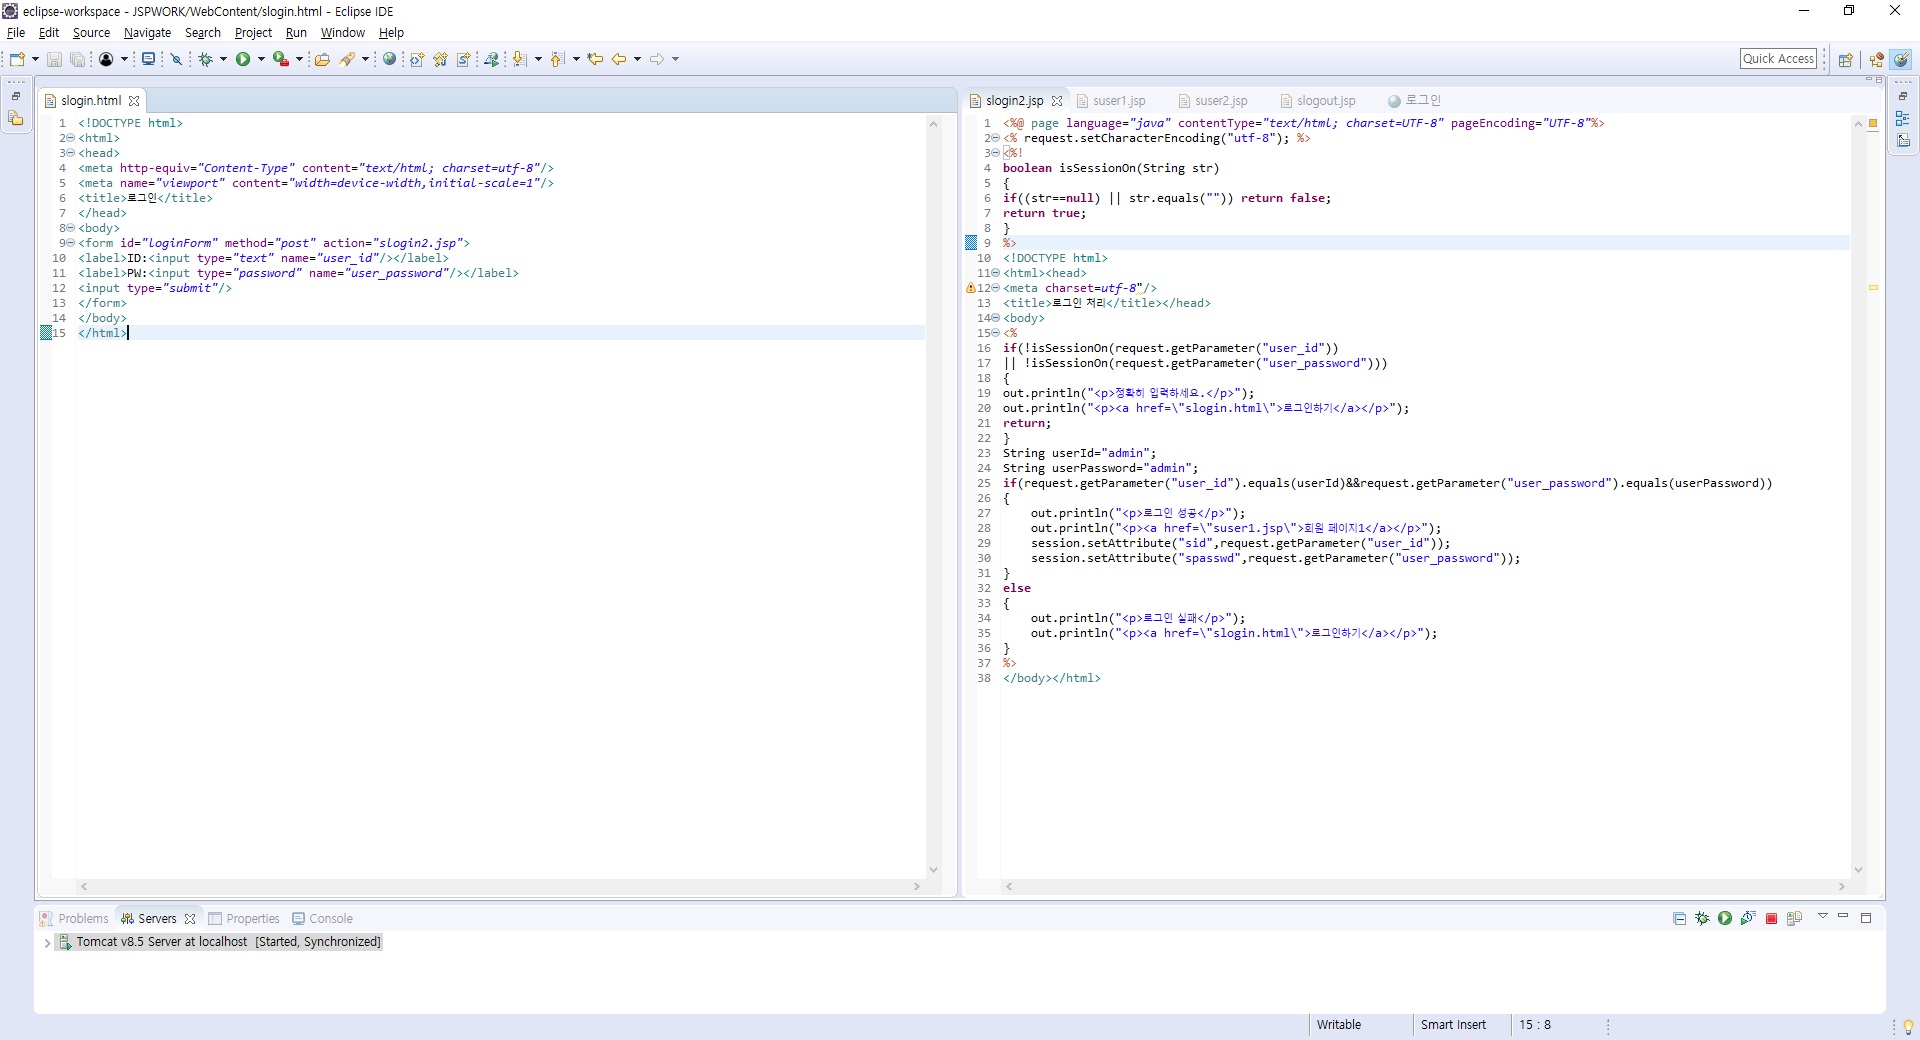 eclipse-workspace - JSPWORK/WebContent/slogin.html - Eclipse IDE
File Edit Source Navigate Search Project Run Window Help
Quick Access
slogin.html
1 <!DOCTYPE html>
2 <html>
3 <head>
4 <meta http-equiv="Content-Type" content="text/html; charset=utf-8"/>
5 <meta name="viewport" content="width=device-width,initial-scale=1"/>
6 <title>로그인</title>
7 </head>
8 <body>
9 <form id="loginForm" method="post" action="slogin2.jsp">
10 <label>ID:<input type="text" name="user_id"/></label>
11 <label>PW:<input type="password" name="user_password"/></label>
12 <input type="submit"/>
13 </form>
14 </body>
15 </html>
slogin2.jsp suser1.jsp suser2.jsp slogout.jsp 로그인
1 <%@ page language="java" contentType="text/html; charset=UTF-8" pageEncoding="UTF-8"%>
2 <% request.setCharacterEncoding("utf-8"); %>
3 <%!
4 boolean isSessionOn(String str)
5 {
6 if((str==null) || str.equals("")) return false;
7 return true;
8 }
9 %>
10 <!DOCTYPE html>
11 <html><head>
12 <meta charset=utf-8"/>
13 <title>로그인 처리</title></head>
14 <body>
15 <%
16 if(!isSessionOn(request.getParameter("user_id"))
17 || !isSessionOn(request.getParameter("user_password")))
18 {
19 out.println("<p>정확히 입력하세요.</p>");
20 out.println("<p><a href=\"slogin.html\">로그인하기</a></p>");
21 return;
22 }
23 String userId="admin";
24 String userPassword="admin";
25 if(request.getParameter("user_id").equals(userId)&&request.getParameter("user_password").equals(userPassword))
26 {
27 out.println("<p>로그인 성공</p>");
28 out.println("<p><a href=\"suser1.jsp\">회원 페이지1</a></p>");
29 session.setAttribute("sid",request.getParameter("user_id"));
30 session.setAttribute("spasswd",request.getParameter("user_password"));
31 }
32 else
33 {
34 out.println("<p>로그인 실패</p>");
35 out.println("<p><a href=\"slogin.html\">로그인하기</a></p>");
36 }
37 %>
38 </body></html>
Problems Servers Properties Console
Tomcat v8.5 Server at localhost [Started, Synchronized]
Writable Smart Insert 15 : 8